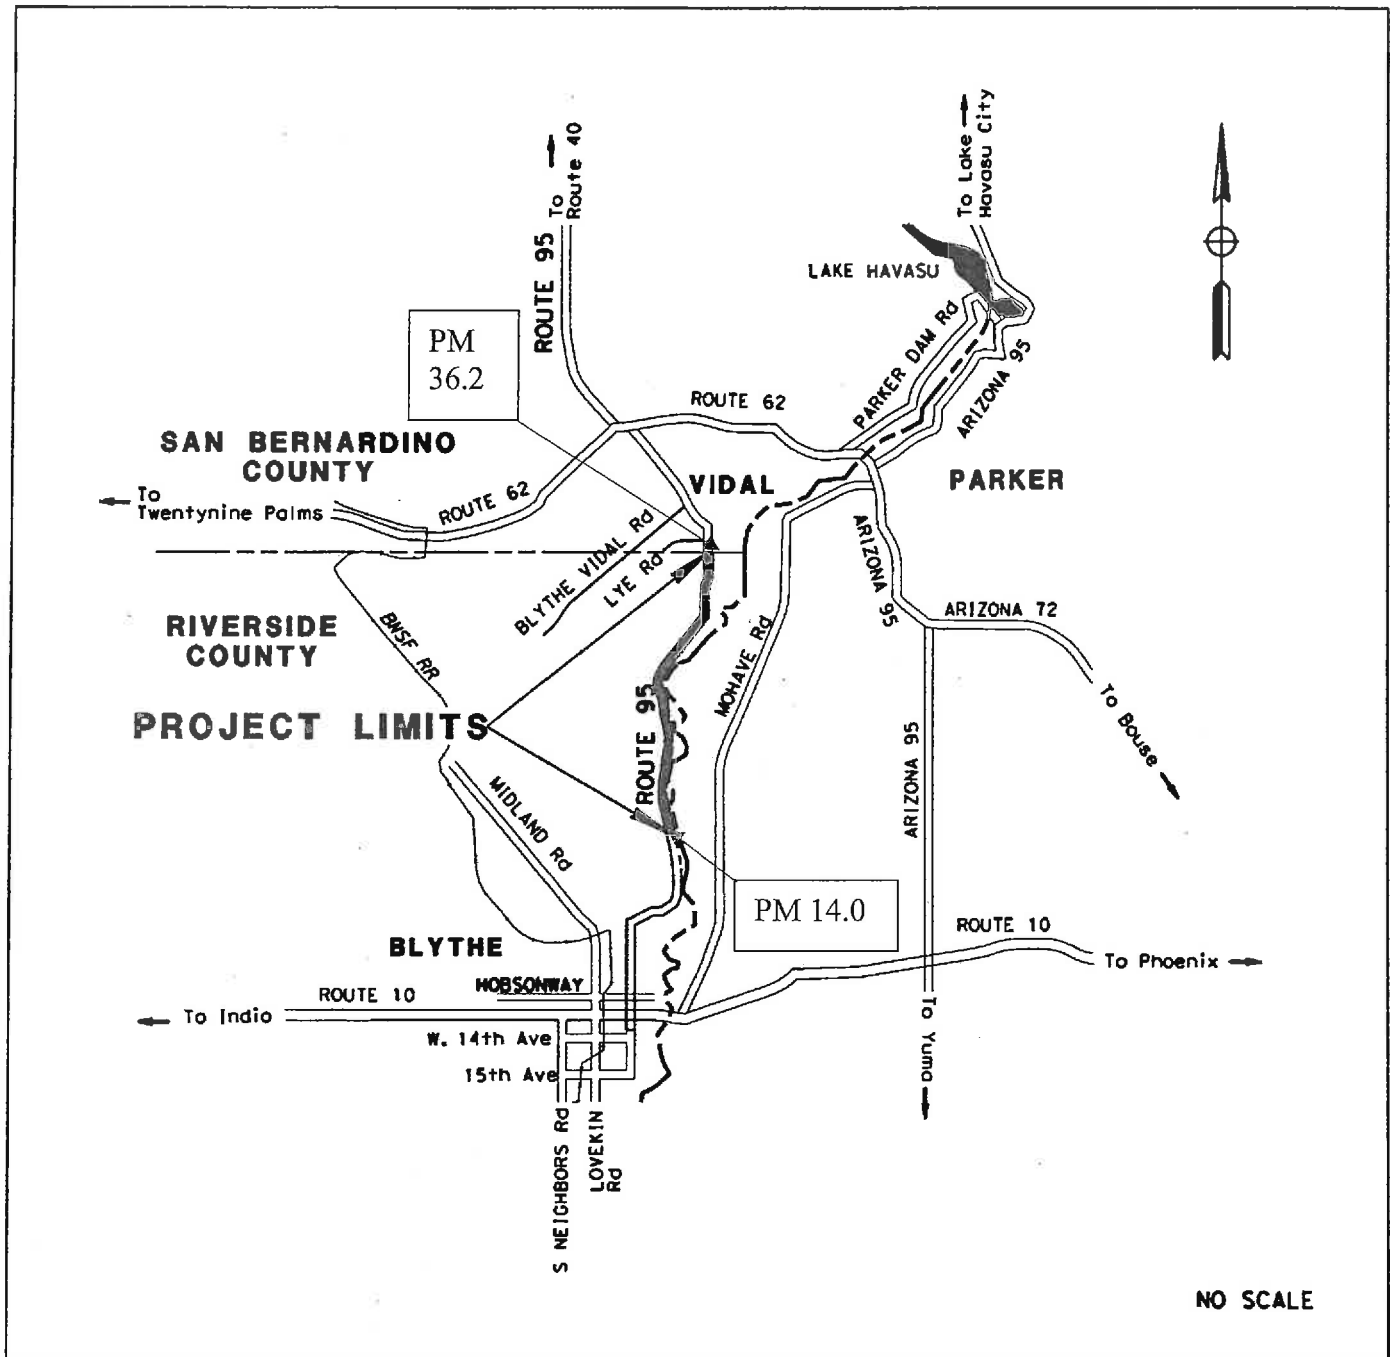 To Lake
Havasu City
To
Route 40
ROUTE 95
LAKE HAVASU
PM
36.2
PARKER DAM Rd
ARIZONA 95
ROUTE 62
SAN BERNARDINO
COUNTY
VIDAL
PARKER
To
Twentynine Palms
ROUTE 62
BLYTHE VIDAL Rd
LYE Rd
ARIZONA 95
ARIZONA 72
RIVERSIDE
COUNTY
BNSF RR
MOHAVE Rd
To Bouse
PROJECT LIMITS
ROUTE 95
ARIZONA 95
MIDLAND Rd
PM 14.0
BLYTHE
ROUTE 10
To Phoenix
HOBSONWAY
ROUTE 10
To Indio
W. 14th Ave
To Yuma
15th Ave
S NEIGHBORS Rd
LOVEKIN
Rd
NO SCALE